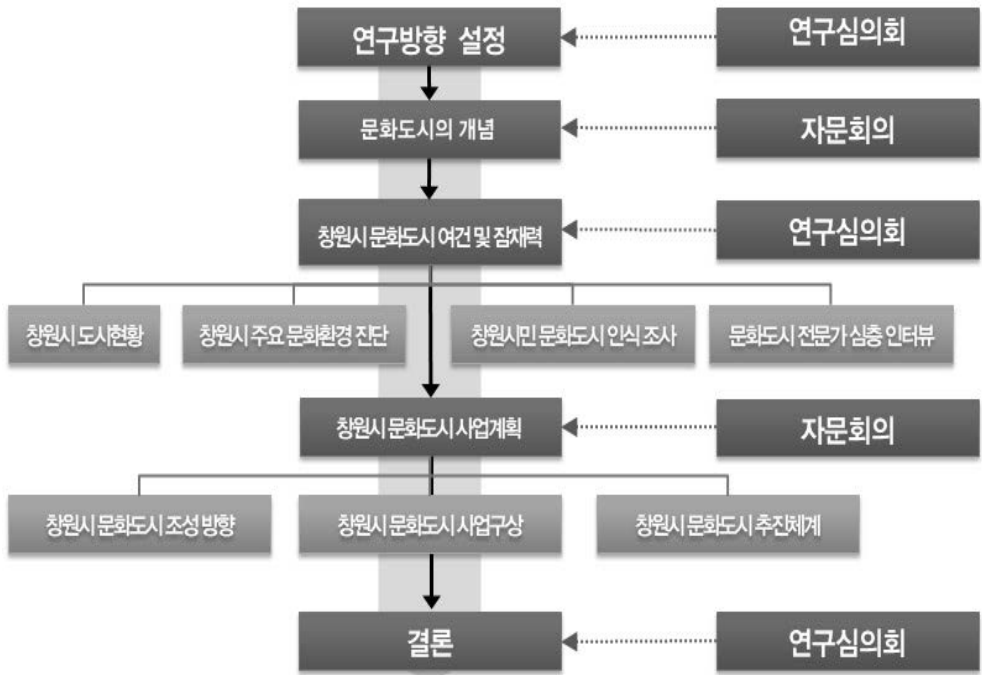 연구방향 설정
연구심의회
문화도시의 개념
자문회의
창원시 문화도시 여건 및 잠재력
연구심의회
창원시 도시현황
창원시 주요 문화환경 진단
창원시민 문화도시 인식 조사
문화도시 전문가 심층 인터뷰
창원시 문화도시 사업계획
자문회의
창원시 문화도시 조성 방향
창원시 문화도시 사업구상
창원시 문화도시 추진체계
결론
연구심의회